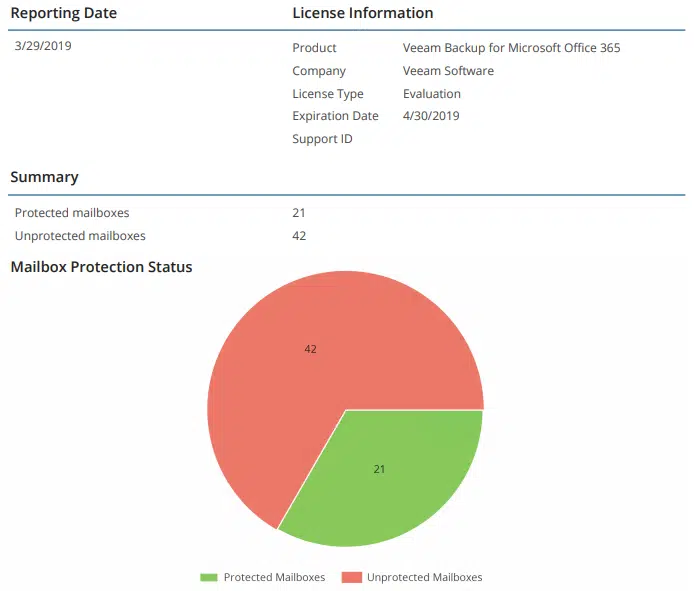 Reporting Date
3/29/2019
License Information
Product Veeam Backup for Microsoft Office 365
Company Veeam Software
License Type Evaluation
Expiration Date 4/30/2019
Support ID
Summary
Protected mailboxes 21
Unprotected mailboxes 42
Mailbox Protection Status
42
21
Protected Mailboxes
Unprotected Mailboxes